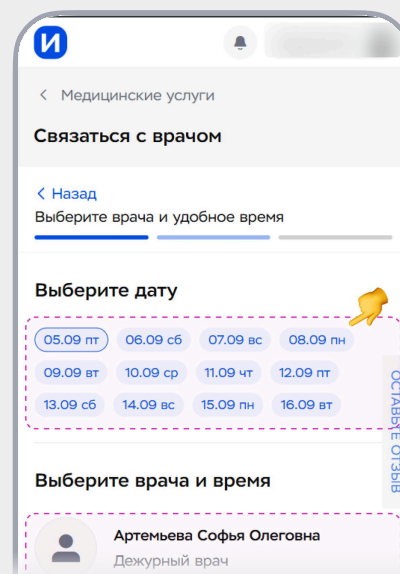 И
Медицинские услуги
Связаться с врачом
Назад
Выберите врача и удобное время
Выберите дату
05.09 пт 06.09 сб 07.09 вс 08.09 пн
09.09 вт 10.09 ср 11.09 чт 12.09 пт
13.09 сб 14.09 вс 15.09 пн 16.09 вт
ОСТАВЬТЕ ОТЗЫВ
Выберите врача и время
Артемьева Софья Олеговна
Дежурный врач